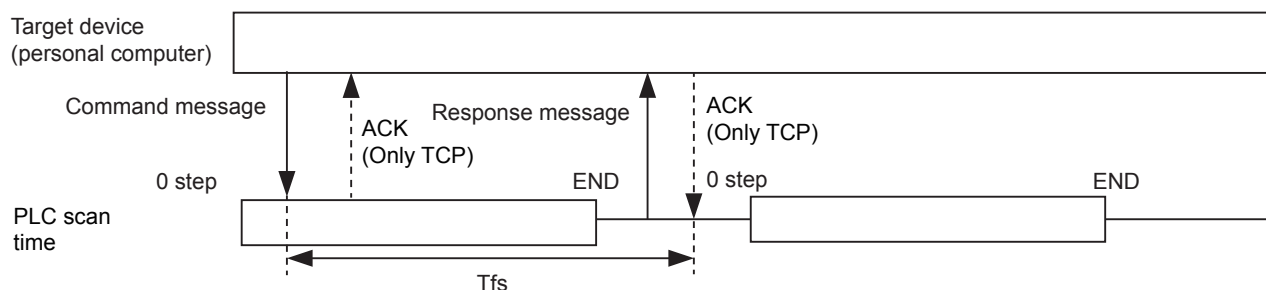 Target device
(personal computer)
Command message
ACK
(Only TCP)
Response message
ACK
(Only TCP)
0 step
END
0 step
END
PLC scan
time
Tfs